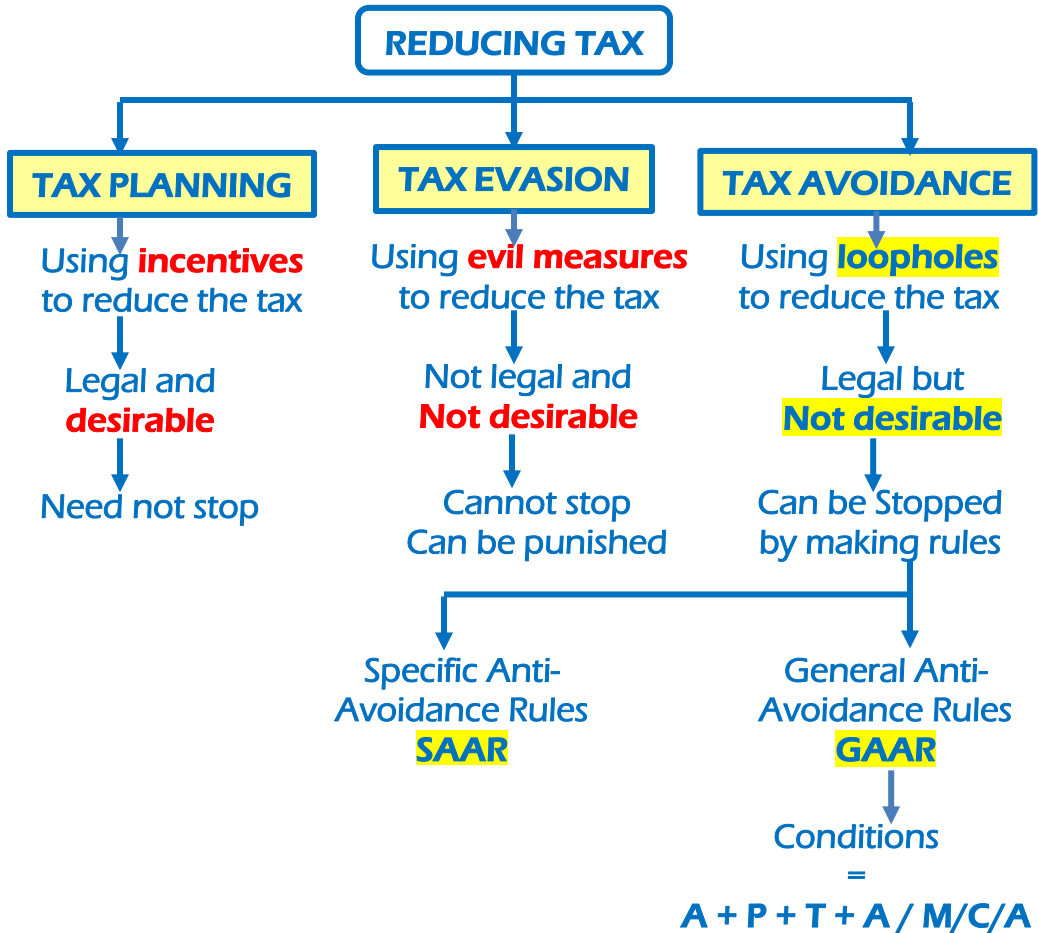 REDUCING TAX
TAX PLANNING
Using incentives
to reduce the tax
Legal and
desirable
Need not stop
TAX EVASION
Using evil measures
to reduce the tax
Not legal and
Not desirable
Cannot stop
Can be punished
TAX AVOIDANCE
Using loopholes
to reduce the tax
Legal but
Not desirable
Can be Stopped
by making rules
Specific Anti-
Avoidance Rules
SAAR
General Anti-
Avoidance Rules
GAAR
Conditions
=
A + P + T + A / M/C/A